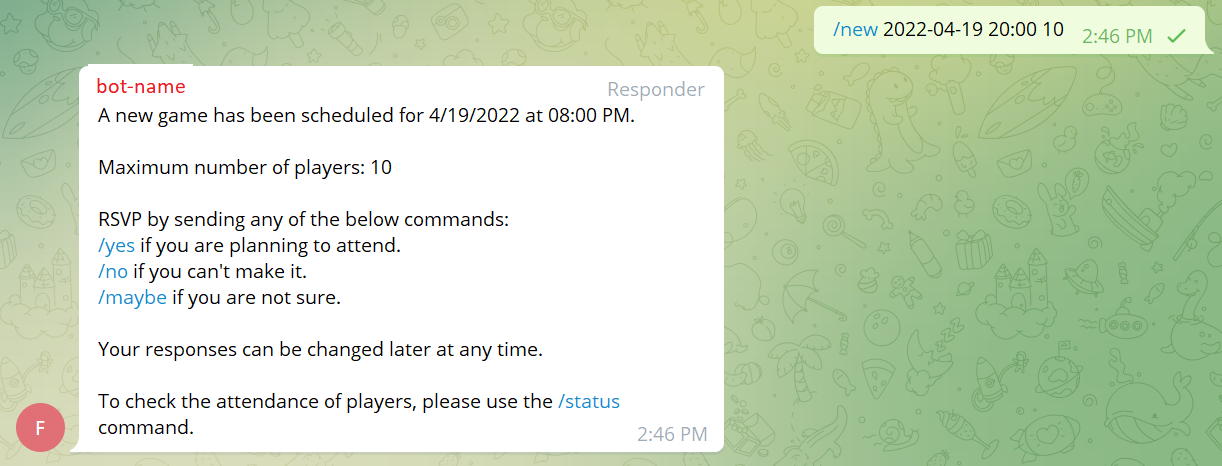 /new 2022-04-19 20:00 10 2:46 PM
bot-name Responder
A new game has been scheduled for 4/19/2022 at 08:00 PM.
Maximum number of players: 10
RSVP by sending any of the below commands:
/yes if you are planning to attend.
/no if you can't make it.
/maybe if you are not sure.
Your responses can be changed later at any time.
To check the attendance of players, please use the /status
command.
2:46 PM
F